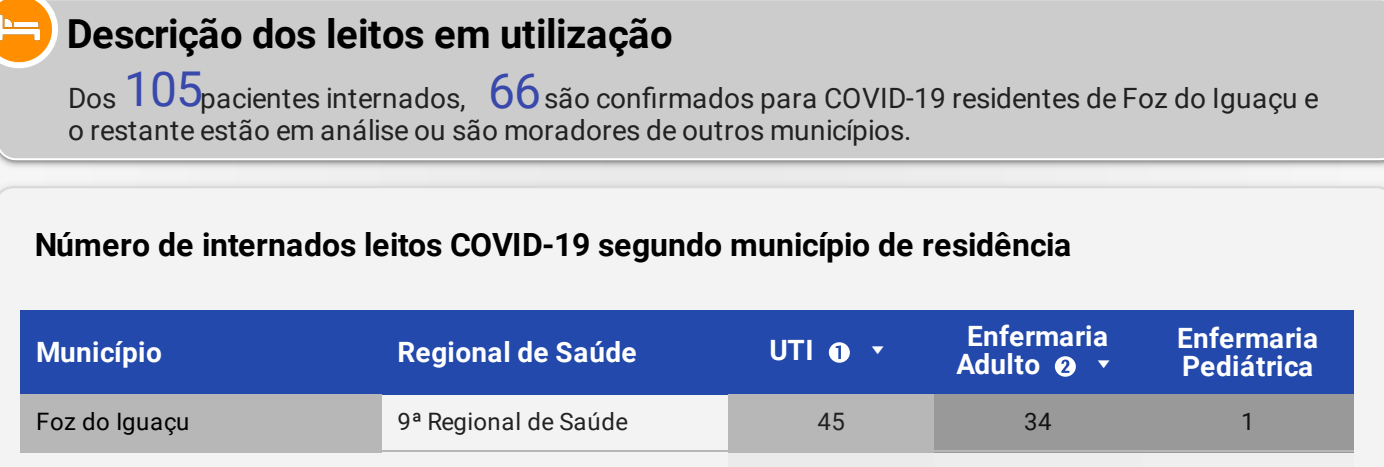 Descrição dos leitos em utilização
Dos 105 pacientes internados, 66 são confirmados para COVID-19 residentes de Foz do Iguaçu e
o restante estão em análise ou são moradores de outros municípios.
Número de internados leitos COVID-19 segundo município de residência
Município Regional de Saúde UTI ❶ ▼ Enfermaria Adulto ❷ ▼ Enfermaria Pediátrica
Foz do Iguaçu 9ª Regional de Saúde 45 34 1